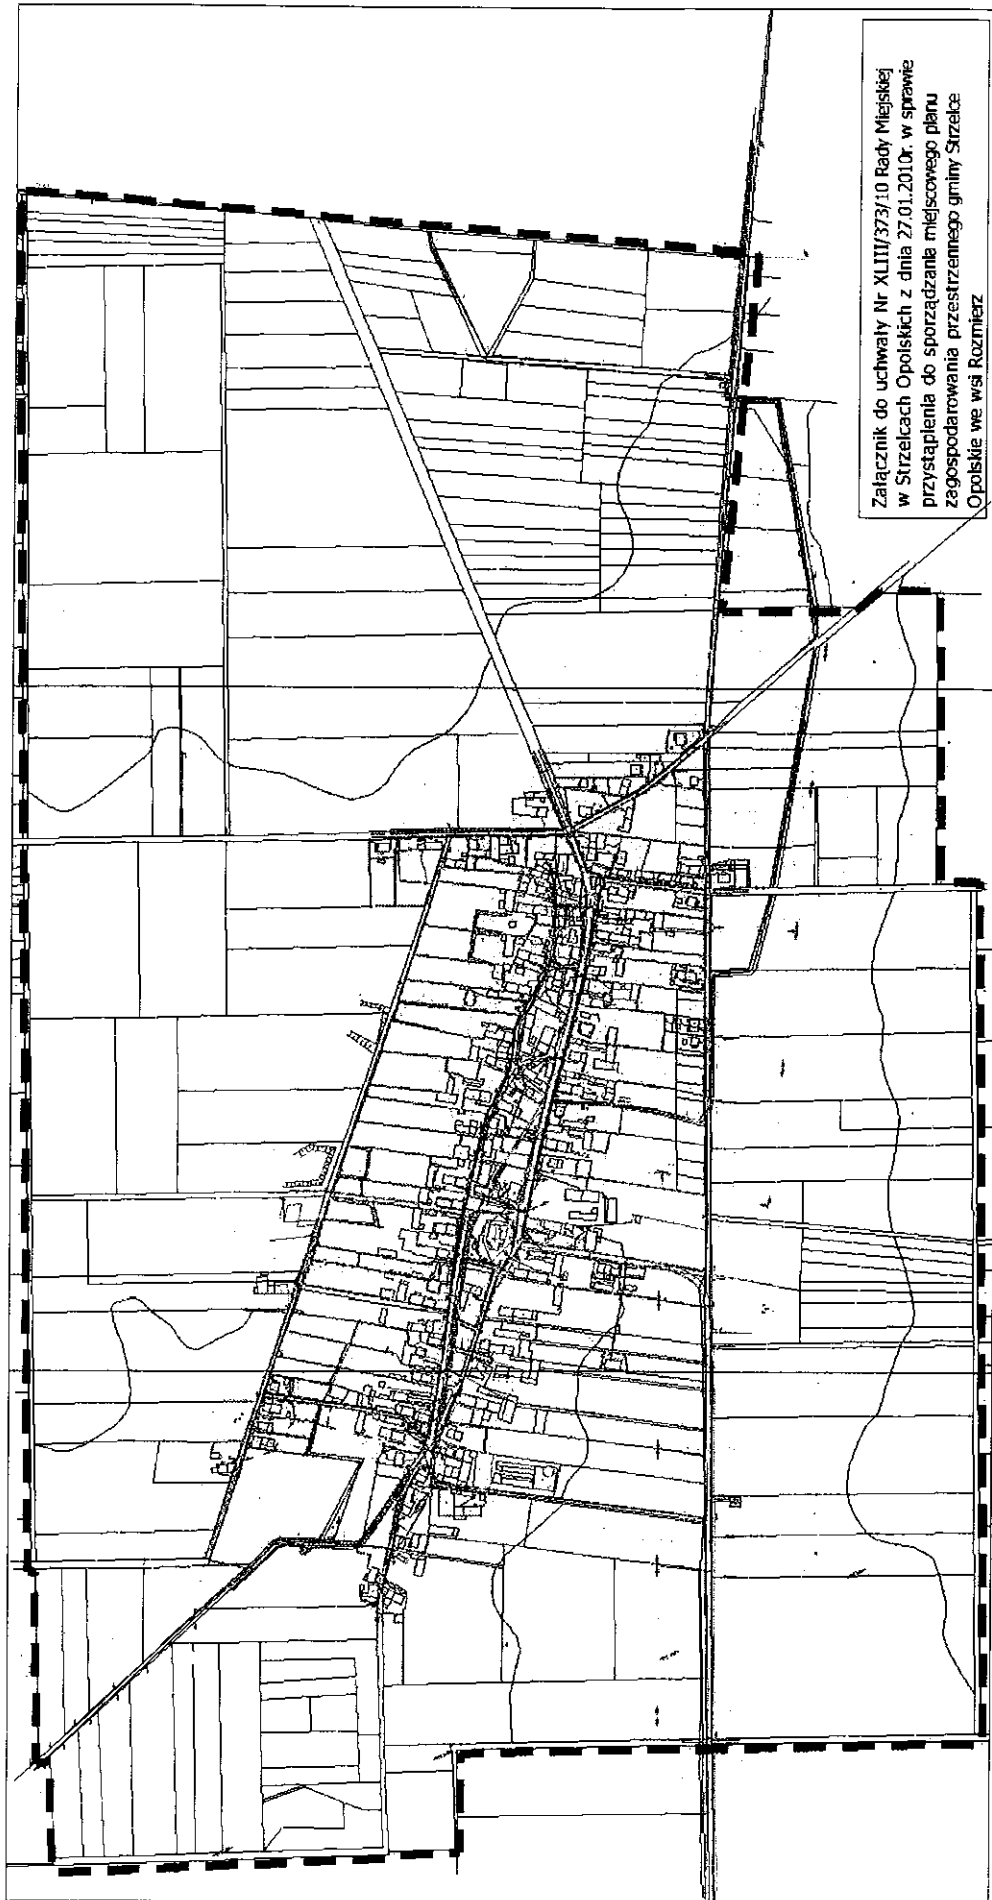 Załącznik do uchwały Nr XLIII/373/10 Rady Miejskiej
w Strzelcach Opolskich z dnia 27.01.2010r. w sprawie
przystąpienia do sporządzania miejscowego planu
zagospodarowania przestrzennego gminy Strzelce
Opolskie we wsi Rozmierz